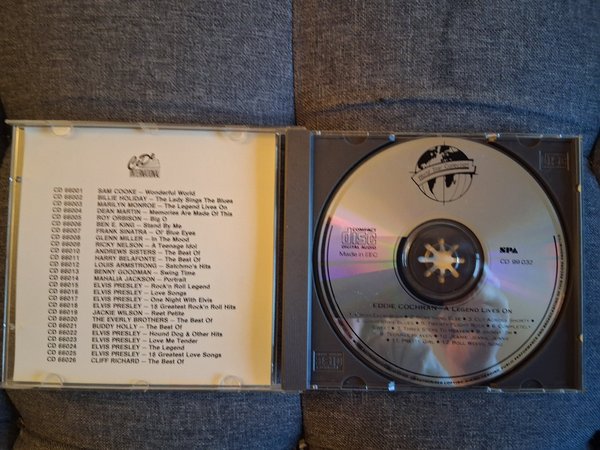 CD's
INTERNATIONAL
CD 66001 SAM COOKE — Wonderful World
CD 66002 BILLIE HOLIDAY — The Lady Sings The Blues
CD 66003 MARILYN MONROE — The Legend Lives On
CD 66004 DEAN MARTIN — Memories Are Made Of This
CD 66005 ROY ORBISON — Big O
CD 66006 BEN E. KING — Stand By Me
CD 66007 FRANK SINATRA — Ol' Blue Eyes
CD 66008 GLENN MILLER — In The Mood
CD 66009 RICKY NELSON — A Teenage Idol
CD 66010 ANDREWS SISTERS — The Best Of
CD 66011 HARRY BELAFONTE — The Best Of
CD 66012 LOUIS ARMSTRONG — Satchmo's Hits
CD 66013 BENNY GOODMAN — Swing Time
CD 66014 MAHALIA JACKSON — Portrait
CD 66015 ELVIS PRESLEY — Rock'n Roll Legend
CD 66016 ELVIS PRESLEY — Love Songs
CD 66017 ELVIS PRESLEY — One Night With Elvis
CD 66018 ELVIS PRESLEY — 18 Greatest Rock'n Roll Hits
CD 66019 JACKIE WILSON — Reet Petite
CD 66020 THE EVERLY BROTHERS — The Best Of
CD 66021 BUDDY HOLLY — The Best Of
CD 66022 ELVIS PRESLEY — Hound Dog & Other Hits
CD 66023 ELVIS PRESLEY — Love Me Tender
CD 66024 ELVIS PRESLEY — The Legend
CD 66025 ELVIS PRESLEY — 18 Greatest Love Songs
CD 66026 CLIFF RICHARD — The Best Of
COMPACT
disc
DIGITAL AUDIO
Made in EEC
SPA
CD 99 032
EDDIE COCHRAN — A LEGEND LIVES ON